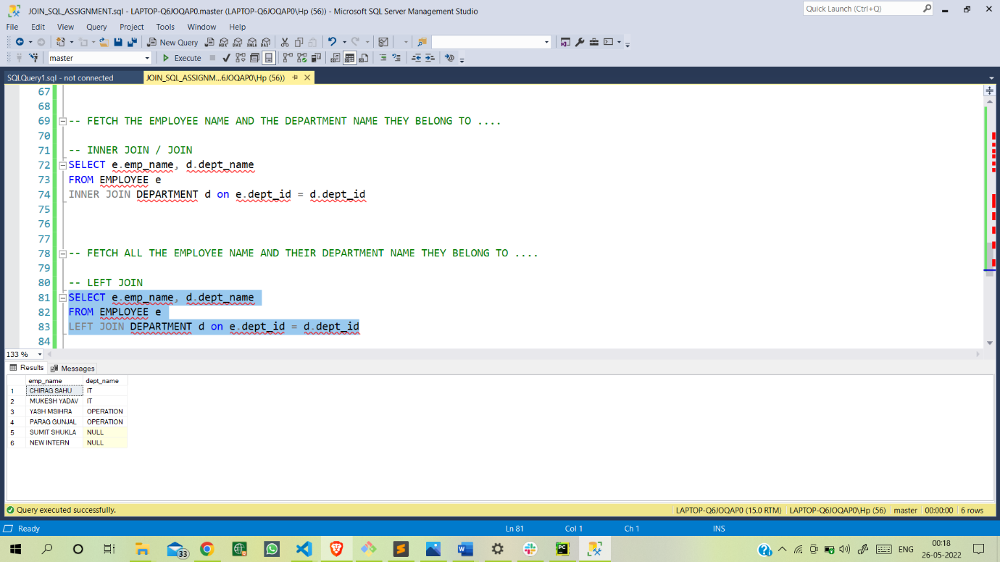 JOIN_SQL_ASSIGNMENT.sql - LAPTOP-Q6JOQAP0.master (LAPTOP-Q6JOQAP0\Hp (56)) - Microsoft SQL Server Management Studio
Quick Launch (Ctrl+Q)
File Edit View Query Project Tools Window Help
New Query
master Execute
SQLQuery1.sql - not connected JOIN_SQL_ASSIGNM...6JOQAP0\Hp (56))
67
68
69 -- FETCH THE EMPLOYEE NAME AND THE DEPARTMENT NAME THEY BELONG TO ....
70
71 -- INNER JOIN / JOIN
72 SELECT e.emp_name, d.dept_name
73 FROM EMPLOYEE e
74 INNER JOIN DEPARTMENT d on e.dept_id = d.dept_id
75
76
77
78 -- FETCH ALL THE EMPLOYEE NAME AND THEIR DEPARTMENT NAME THEY BELONG TO ....
79
80 -- LEFT JOIN
81 SELECT e.emp_name, d.dept_name
82 FROM EMPLOYEE e
83 LEFT JOIN DEPARTMENT d on e.dept_id = d.dept_id
84
133 %
Results Messages
emp_name dept_name
1 CHIRAG SAHU IT
2 MUKESH YADAV IT
3 YASH MSIHRA OPERATION
4 PARAG GUNJAL OPERATION
5 SUMIT SHUKLA NULL
6 NEW INTERN NULL
Query executed successfully. LAPTOP-Q6JOQAP0 (15.0 RTM) LAPTOP-Q6JOQAP0\Hp (56) master 00:00:00 6 rows
Ready Ln 81 Col 1 Ch 1 INS
33
PC
ENG
00:18
26-05-2022